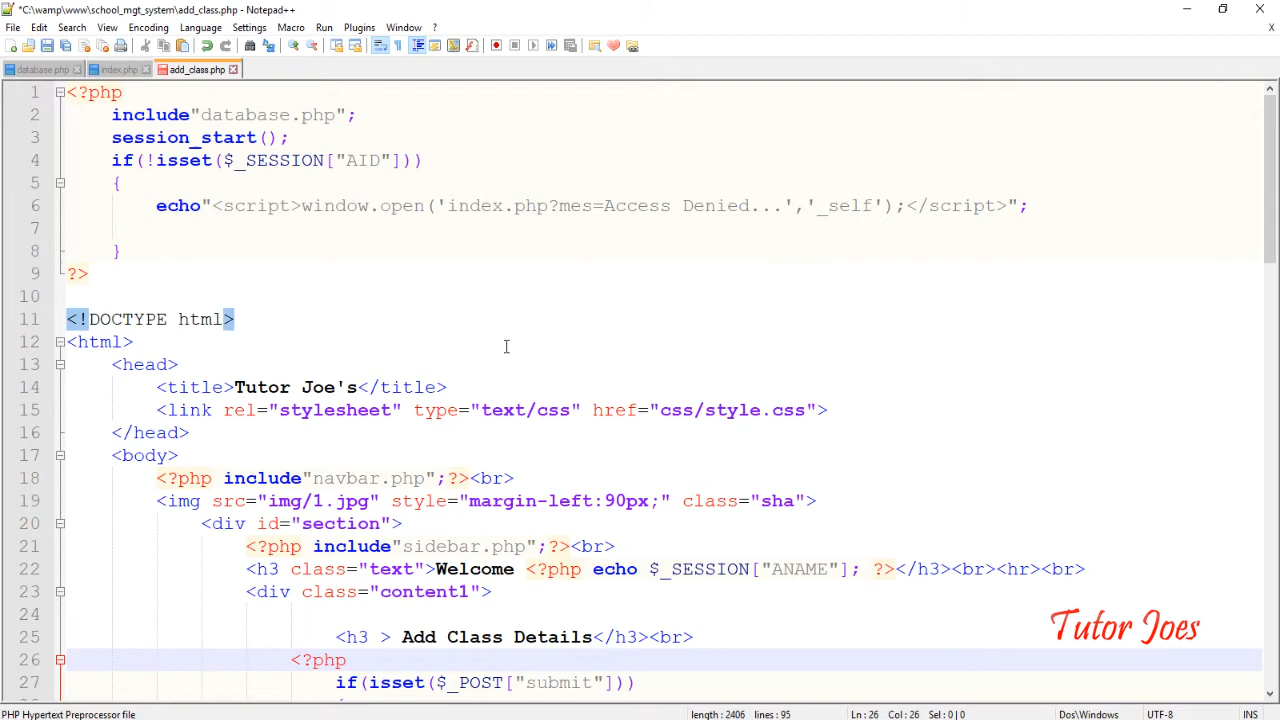 *C:\wamp\www\school_mgt_system\add_class.php - Notepad++
File Edit Search View Encoding Language Settings Macro Run Plugins Window ?
X
database.php index.php add_class.php
1 <?php
2 include"database.php";
3 session_start();
4 if(!isset($_SESSION["AID"]))
5 {
6 echo"<script>window.open('index.php?mes=Access Denied...','_self');</script>";
7
8 }
9 ?>
10
11 <!DOCTYPE html>
12 <html>
13 <head>
14 <title>Tutor Joe's</title>
15 <link rel="stylesheet" type="text/css" href="css/style.css">
16 </head>
17 <body>
18 <?php include"navbar.php";?><br>
19 <img src="img/1.jpg" style="margin-left:90px;" class="sha">
20 <div id="section">
21 <?php include"sidebar.php";?><br>
22 <h3 class="text">Welcome <?php echo $_SESSION["ANAME"]; ?></h3><br><hr><br>
23 <div class="content1">
24
25 <h3 > Add Class Details</h3><br>
26 <?php
27 if(isset($_POST["submit"]))
Tutor Joes
PHP Hypertext Preprocessor file length : 2406 lines : 95 Ln : 26 Col : 26 Sel : 0 | 0 Dos\Windows UTF-8 INS